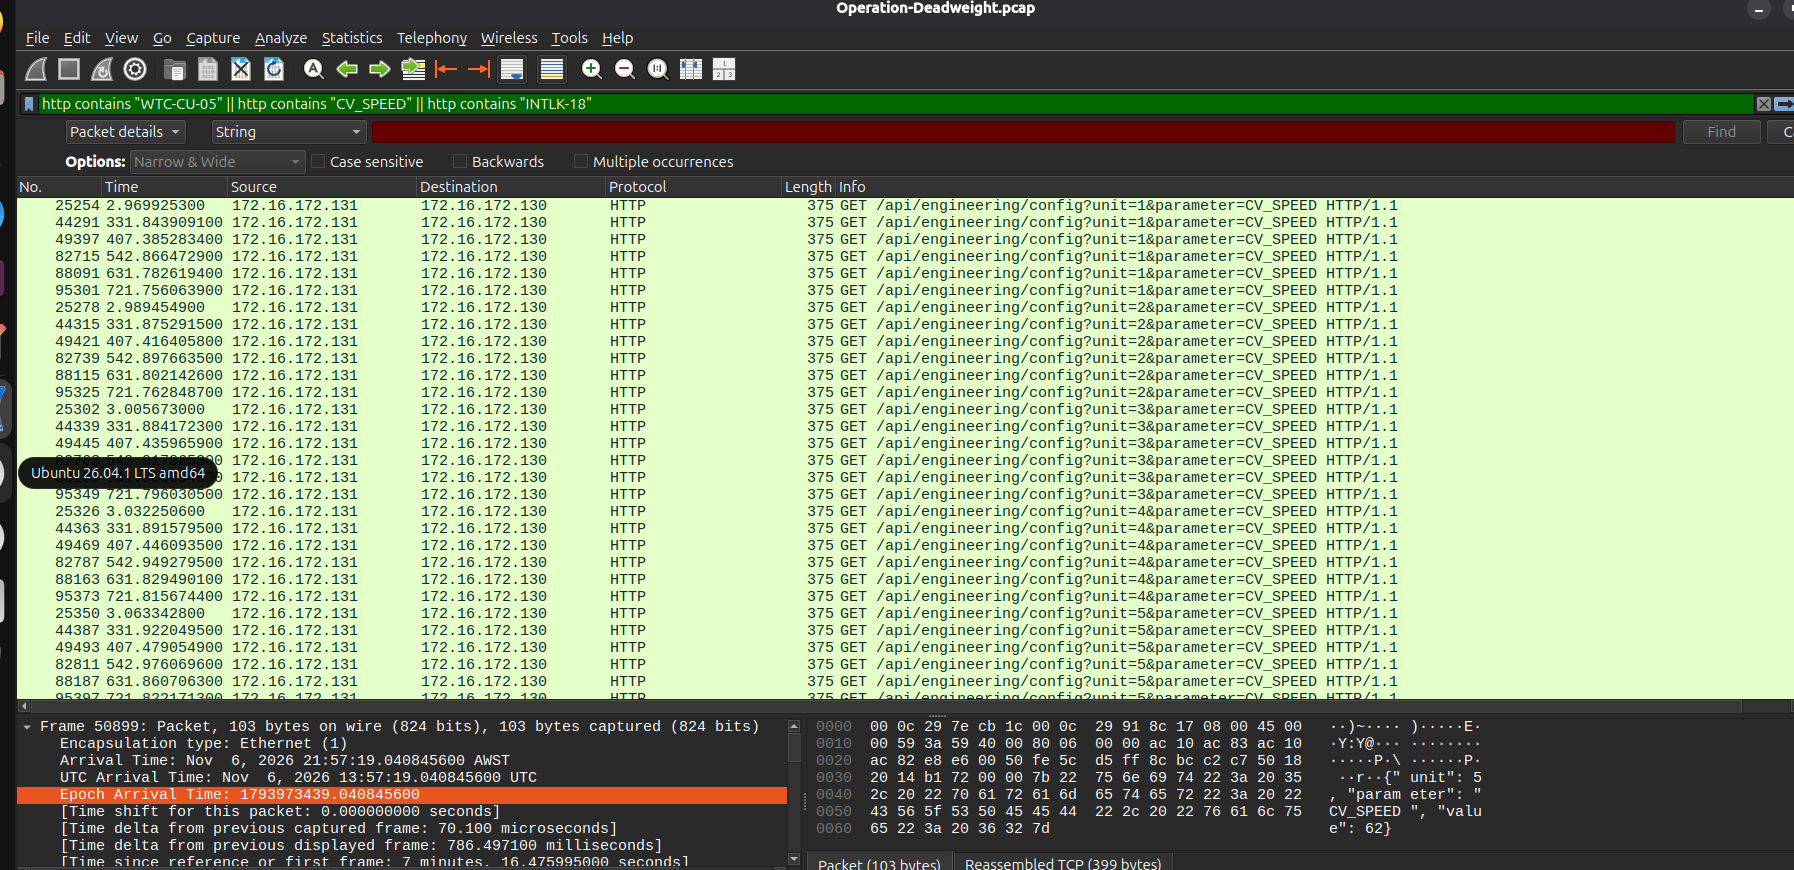 Operation-Deadweight.pcap
File Edit View Go Capture Analyze Statistics Telephony Wireless Tools Help
http contains "WTC-CU-05" || http contains "CV_SPEED" || http contains "INTLK-18"
Packet details String Find
Options: Narrow & Wide Case sensitive Backwards Multiple occurrences
No. Time Source Destination Protocol Length Info
25254 2.969925300 172.16.172.131 172.16.172.130 HTTP 375 GET /api/engineering/config?unit=1&parameter=CV_SPEED HTTP/1.1
44291 331.843909100 172.16.172.131 172.16.172.130 HTTP 375 GET /api/engineering/config?unit=1&parameter=CV_SPEED HTTP/1.1
49397 407.385283400 172.16.172.131 172.16.172.130 HTTP 375 GET /api/engineering/config?unit=1&parameter=CV_SPEED HTTP/1.1
82715 542.866472900 172.16.172.131 172.16.172.130 HTTP 375 GET /api/engineering/config?unit=1&parameter=CV_SPEED HTTP/1.1
88091 631.782619400 172.16.172.131 172.16.172.130 HTTP 375 GET /api/engineering/config?unit=1&parameter=CV_SPEED HTTP/1.1
95301 721.756063900 172.16.172.131 172.16.172.130 HTTP 375 GET /api/engineering/config?unit=1&parameter=CV_SPEED HTTP/1.1
25278 2.989454900 172.16.172.131 172.16.172.130 HTTP 375 GET /api/engineering/config?unit=2&parameter=CV_SPEED HTTP/1.1
44315 331.875291500 172.16.172.131 172.16.172.130 HTTP 375 GET /api/engineering/config?unit=2&parameter=CV_SPEED HTTP/1.1
49421 407.416405800 172.16.172.131 172.16.172.130 HTTP 375 GET /api/engineering/config?unit=2&parameter=CV_SPEED HTTP/1.1
82739 542.897663500 172.16.172.131 172.16.172.130 HTTP 375 GET /api/engineering/config?unit=2&parameter=CV_SPEED HTTP/1.1
88115 631.802142600 172.16.172.131 172.16.172.130 HTTP 375 GET /api/engineering/config?unit=2&parameter=CV_SPEED HTTP/1.1
95325 721.762848700 172.16.172.131 172.16.172.130 HTTP 375 GET /api/engineering/config?unit=2&parameter=CV_SPEED HTTP/1.1
25302 3.005673000 172.16.172.131 172.16.172.130 HTTP 375 GET /api/engineering/config?unit=3&parameter=CV_SPEED HTTP/1.1
44339 331.884172300 172.16.172.131 172.16.172.130 HTTP 375 GET /api/engineering/config?unit=3&parameter=CV_SPEED HTTP/1.1
49445 407.435965900 172.16.172.131 172.16.172.130 HTTP 375 GET /api/engineering/config?unit=3&parameter=CV_SPEED HTTP/1.1
172.16.172.131 172.16.172.130 HTTP 375 GET /api/engineering/config?unit=3&parameter=CV_SPEED HTTP/1.1
Ubuntu 26.04.1 LTS amd64 172.16.172.131 172.16.172.130 HTTP 375 GET /api/engineering/config?unit=3&parameter=CV_SPEED HTTP/1.1
95349 721.796030500 172.16.172.131 172.16.172.130 HTTP 375 GET /api/engineering/config?unit=3&parameter=CV_SPEED HTTP/1.1
25326 3.032250600 172.16.172.131 172.16.172.130 HTTP 375 GET /api/engineering/config?unit=4&parameter=CV_SPEED HTTP/1.1
44363 331.891579500 172.16.172.131 172.16.172.130 HTTP 375 GET /api/engineering/config?unit=4&parameter=CV_SPEED HTTP/1.1
49469 407.446093500 172.16.172.131 172.16.172.130 HTTP 375 GET /api/engineering/config?unit=4&parameter=CV_SPEED HTTP/1.1
82787 542.949279500 172.16.172.131 172.16.172.130 HTTP 375 GET /api/engineering/config?unit=4&parameter=CV_SPEED HTTP/1.1
88163 631.829490100 172.16.172.131 172.16.172.130 HTTP 375 GET /api/engineering/config?unit=4&parameter=CV_SPEED HTTP/1.1
95373 721.815674400 172.16.172.131 172.16.172.130 HTTP 375 GET /api/engineering/config?unit=4&parameter=CV_SPEED HTTP/1.1
25350 3.063342800 172.16.172.131 172.16.172.130 HTTP 375 GET /api/engineering/config?unit=5&parameter=CV_SPEED HTTP/1.1
44387 331.922049500 172.16.172.131 172.16.172.130 HTTP 375 GET /api/engineering/config?unit=5&parameter=CV_SPEED HTTP/1.1
49493 407.479054900 172.16.172.131 172.16.172.130 HTTP 375 GET /api/engineering/config?unit=5&parameter=CV_SPEED HTTP/1.1
82811 542.976069600 172.16.172.131 172.16.172.130 HTTP 375 GET /api/engineering/config?unit=5&parameter=CV_SPEED HTTP/1.1
88187 631.860706300 172.16.172.131 172.16.172.130 HTTP 375 GET /api/engineering/config?unit=5&parameter=CV_SPEED HTTP/1.1
95397 721.822171300 172.16.172.131 172.16.172.130 HTTP 375 GET /api/engineering/config?unit=5&parameter=CV_SPEED HTTP/1.1
Frame 50899: Packet, 103 bytes on wire (824 bits), 103 bytes captured (824 bits)
Encapsulation type: Ethernet (1)
Arrival Time: Nov 6, 2026 21:57:19.040845600 AWST
UTC Arrival Time: Nov 6, 2026 13:57:19.040845600 UTC
Epoch Arrival Time: 1793973439.040845600
[Time shift for this packet: 0.000000000 seconds]
[Time delta from previous captured frame: 70.100 microseconds]
[Time delta from previous displayed frame: 786.497100 milliseconds]
[Time since reference or first frame: 7 minutes, 16.475995000 seconds]
0000 00 0c 29 7e cb 1c 00 0c 29 91 8c 17 08 00 45 00 ··)~···· )·····E·
0010 00 59 3a 59 40 00 80 06 00 00 ac 10 ac 83 ac 10 ·Y:Y@··· ········
0020 ac 82 e8 e6 00 50 fe 5c d5 ff 8c bc c2 c7 50 18 ·····P·\ ······P·
0030 20 14 b1 72 00 00 7b 22 75 6e 69 74 22 3a 20 35 ··r··{" unit": 5
0040 2c 20 22 70 61 72 61 6d 65 74 65 72 22 3a 20 22 , "param eter": "
0050 43 56 5f 53 50 45 45 44 22 2c 20 22 76 61 6c 75 CV_SPEED ", "valu
0060 65 22 3a 20 36 32 7d e": 62}
Packet (103 bytes) Reassembled TCP (399 bytes)